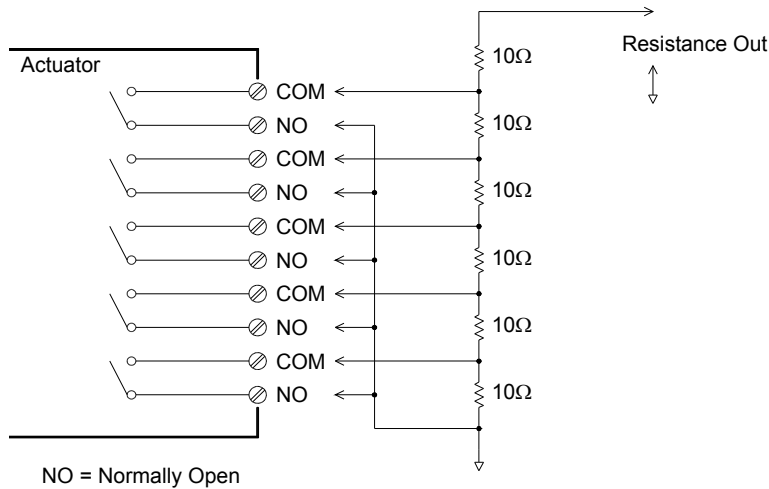 Actuator
COM
NO
COM
NO
COM
NO
COM
NO
COM
NO
10Ω
10Ω
10Ω
10Ω
10Ω
10Ω
Resistance Out
NO = Normally Open